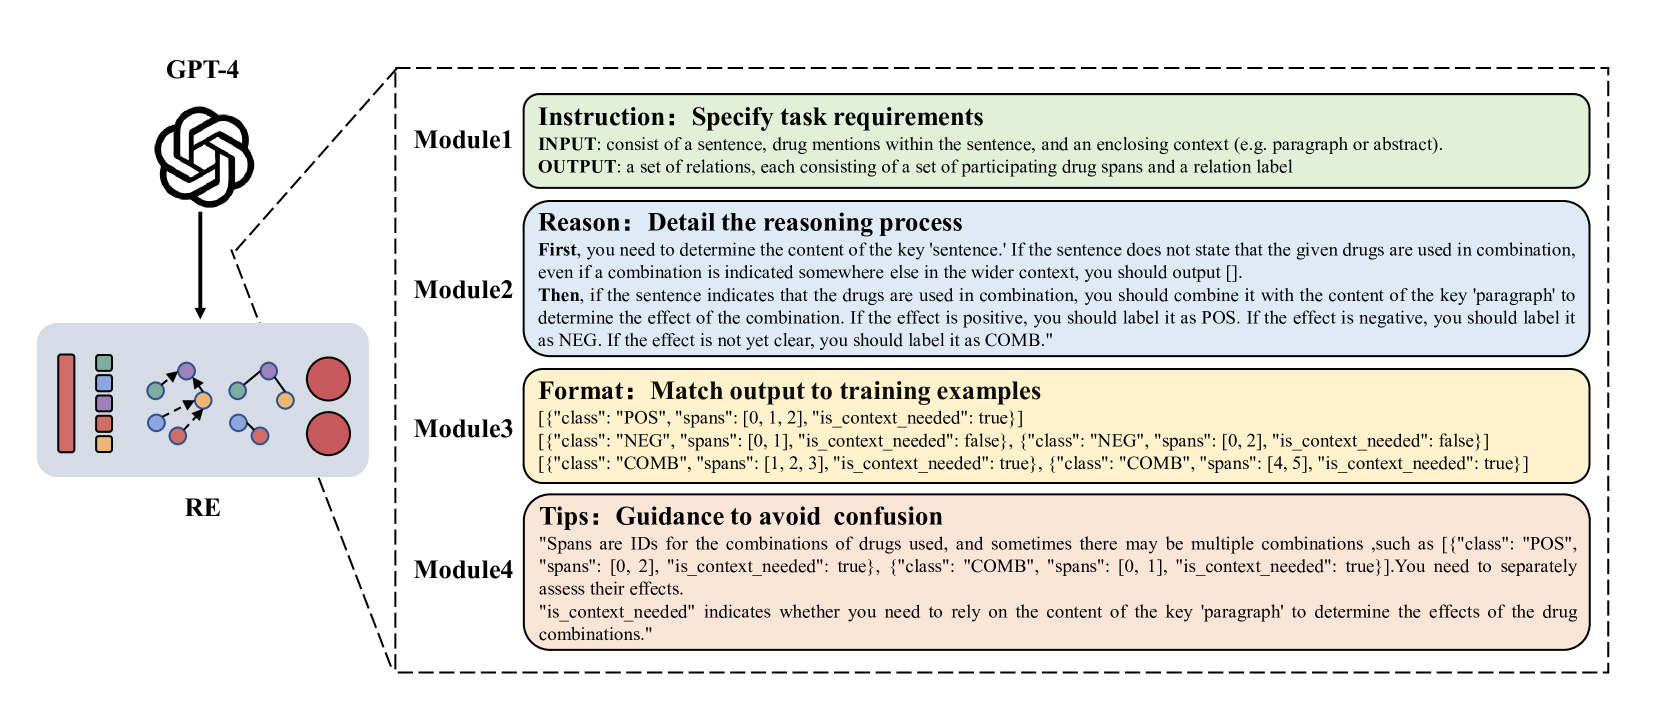 GPT-4
RE
Module1
Instruction：Specify task requirements
INPUT: consist of a sentence, drug mentions within the sentence, and an enclosing context (e.g. paragraph or abstract).
OUTPUT: a set of relations, each consisting of a set of participating drug spans and a relation label
Module2
Reason：Detail the reasoning process
First, you need to determine the content of the key 'sentence.' If the sentence does not state that the given drugs are used in combination,
even if a combination is indicated somewhere else in the wider context, you should output [].
Then, if the sentence indicates that the drugs are used in combination, you should combine it with the content of the key 'paragraph' to
determine the effect of the combination. If the effect is positive, you should label it as POS. If the effect is negative, you should label it
as NEG. If the effect is not yet clear, you should label it as COMB."
Module3
Format：Match output to training examples
[{"class": "POS", "spans": [0, 1, 2], "is_context_needed": true}]
[{"class": "NEG", "spans": [0, 1], "is_context_needed": false}, {"class": "NEG", "spans": [0, 2], "is_context_needed": false}]
[{"class": "COMB", "spans": [1, 2, 3], "is_context_needed": true}, {"class": "COMB", "spans": [4, 5], "is_context_needed": true}]
Module4
Tips：Guidance to avoid confusion
"Spans are IDs for the combinations of drugs used, and sometimes there may be multiple combinations ,such as [{"class": "POS",
"spans": [0, 2], "is_context_needed": true}, {"class": "COMB", "spans": [0, 1], "is_context_needed": true}].You need to separately
assess their effects.
"is_context_needed" indicates whether you need to rely on the content of the key 'paragraph' to determine the effects of the drug
combinations."